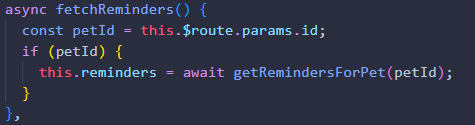 async fetchReminders() {
  const petId = this.$route.params.id;
  if (petId) {
    this.reminders = await getRemindersForPet(petId);
  }
},